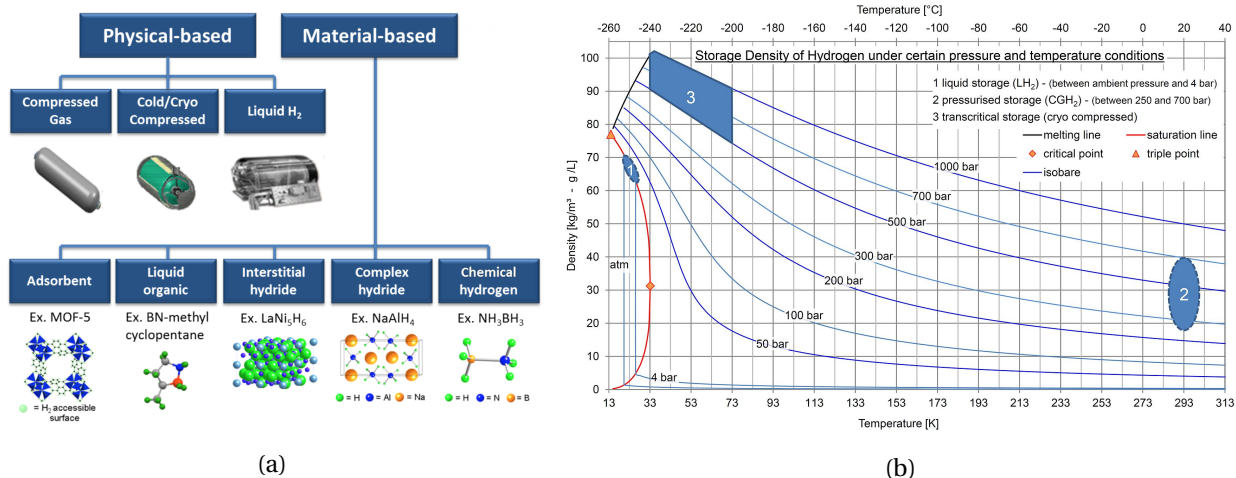 Physical-based
Material-based
Compressed
Gas
Cold/Cryo
Compressed
Liquid H₂
Adsorbent
Liquid
organic
Interstitial
hydride
Complex
hydride
Chemical
hydrogen
Ex. MOF-5
Ex. BN-methyl
cyclopentane
Ex. LaNi₅H₆
Ex. NaAlH₄
Ex. NH₃BH₃
= H₂ accessible
surface
= H = Al = Na
= H = N = B
(a)
Temperature [°C]
-260 -240 -220 -200 -180 -160 -140 -120 -100 -80 -60 -40 -20 0 20 40
Storage Density of Hydrogen under certain pressure and temperature conditions
1 liquid storage (LH₂) - (between ambient pressure and 4 bar)
2 pressurised storage (CGH₂) - (between 250 and 700 bar)
3 transcritical storage (cryo compressed)
melting line
saturation line
critical point
triple point
isobare
Density [kg/m³ - g /L]
100
90
80
70
60
50
40
30
20
10
0
3
1
2
1000 bar
700 bar
500 bar
300 bar
200 bar
100 bar
50 bar
4 bar
atm
13 33 53 73 93 113 133 153 173 193 213 233 253 273 293 313
Temperature [K]
(b)